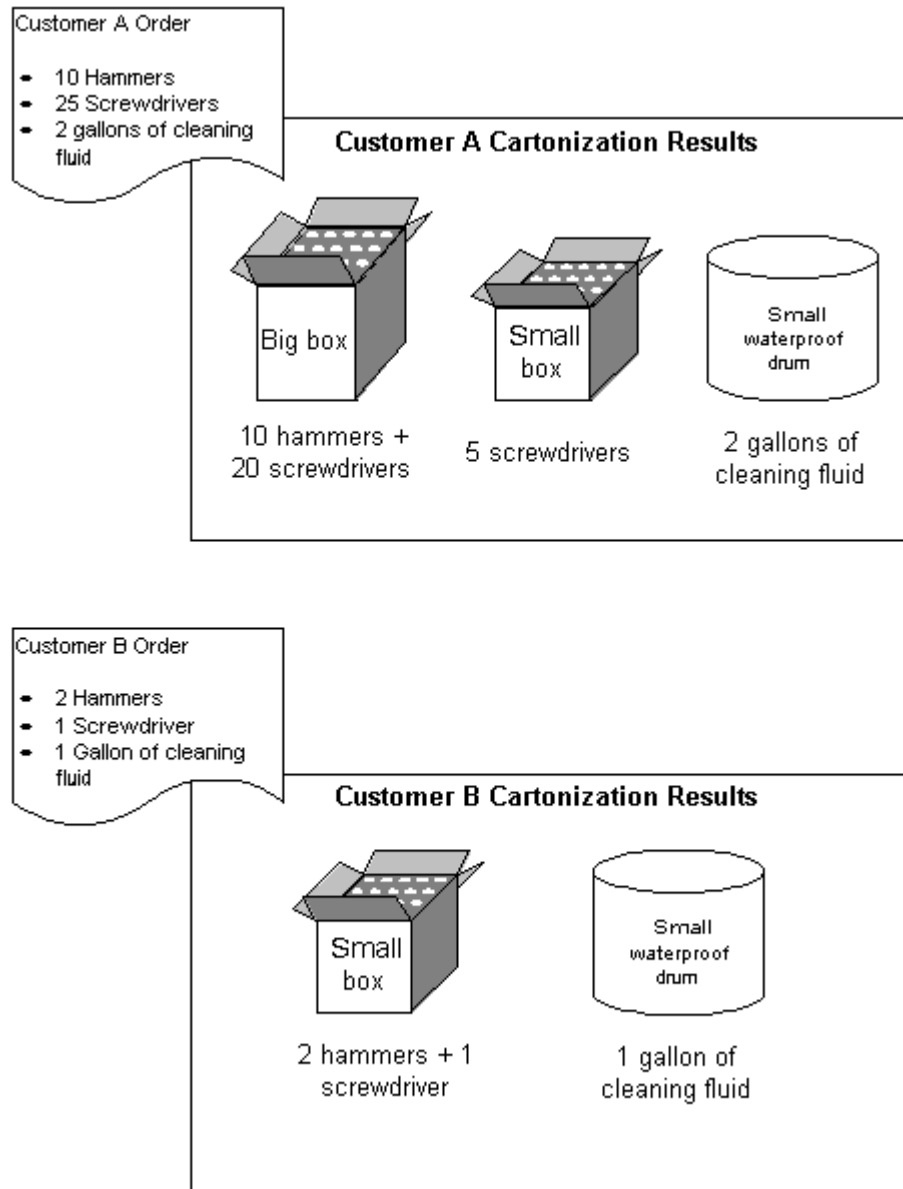 Customer A Order
10 Hammers
25 Screwdrivers
2 gallons of cleaning
fluid
Customer A Cartonization Results
Big box
Small
box
Small
waterproof
drum
10 hammers +
20 screwdrivers
5 screwdrivers
2 gallons of
cleaning fluid
Customer B Order
2 Hammers
1 Screwdriver
1 Gallon of cleaning
fluid
Customer B Cartonization Results
Small
box
Small
waterproof
drum
2 hammers + 1
screwdriver
1 gallon of
cleaning fluid